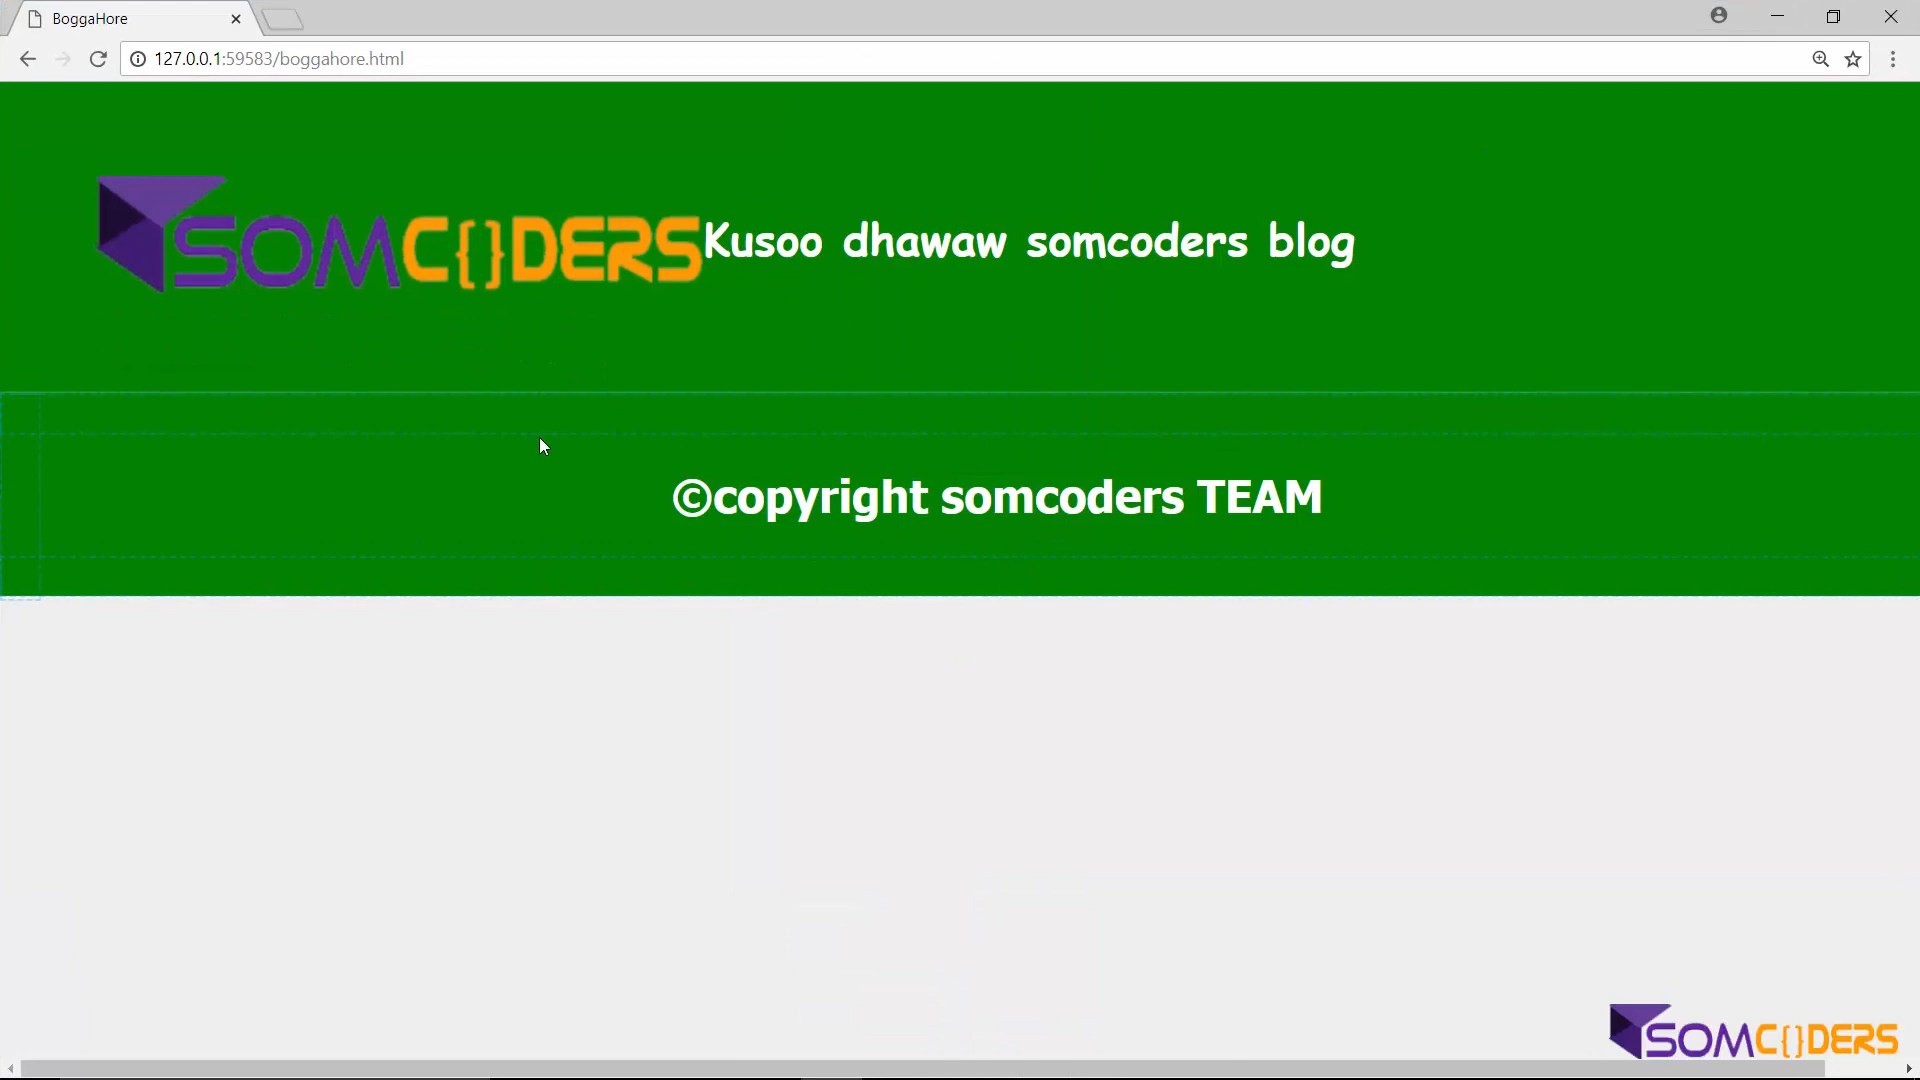 BoggaHore
127.0.0.1:59583/boggahore.html
SOMC{}DERS
Kusoo dhawaw somcoders blog
©copyright somcoders TEAM
SOMC{}DERS